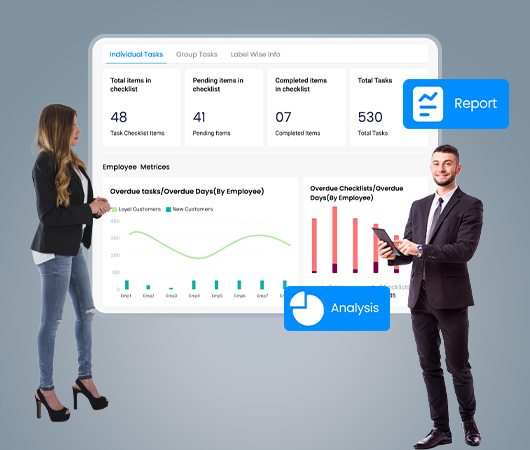 Individual Tasks
Group Tasks
Label Wise Info
Total items in
checklist
48
Task Checklist Items
Pending items in
checklist
41
Pending Items
Completed items
in checklist
07
Completed Items
Total Tasks
530
Total Tasks
Report
Employee Metrices
Overdue tasks/Overdue Days(By Employee)
Loyal Customers
New Customers
400
300
200
100
0
Emp1 Emp2 Emp3 Emp4 Emp5 Emp6 Emp7 Emp
Overdue Checklists/Overdue
Days(By Employee)
Analysis